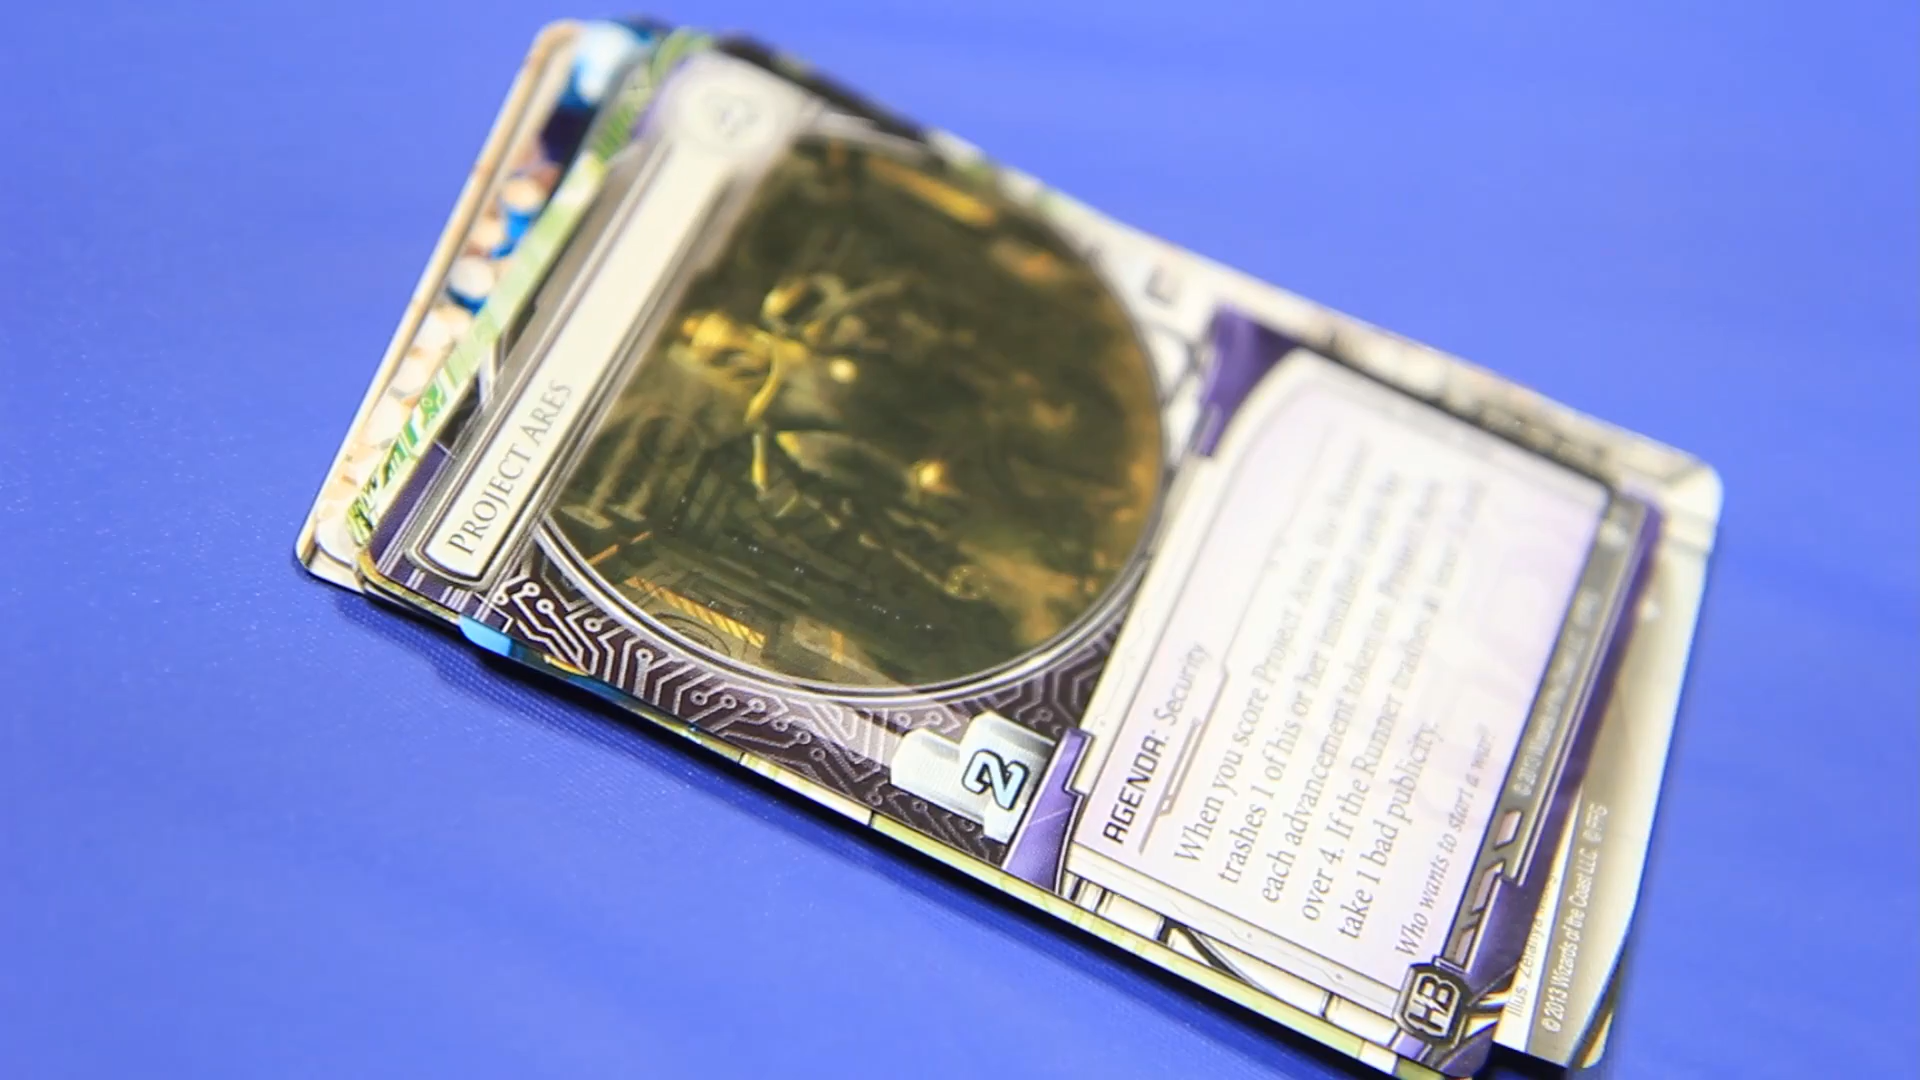 PROJECT ARES
2
AGENDA: Security
When you score Project Ares, the Runner
trashes 1 of his or her installed cards for
each advancement token on Project Ares
over 4. If the Runner trashes at least 1 card,
take 1 bad publicity.
Who wants to start a war?
HB
Illus.
© 2013 Wizards of the Coast LLC. © FFG